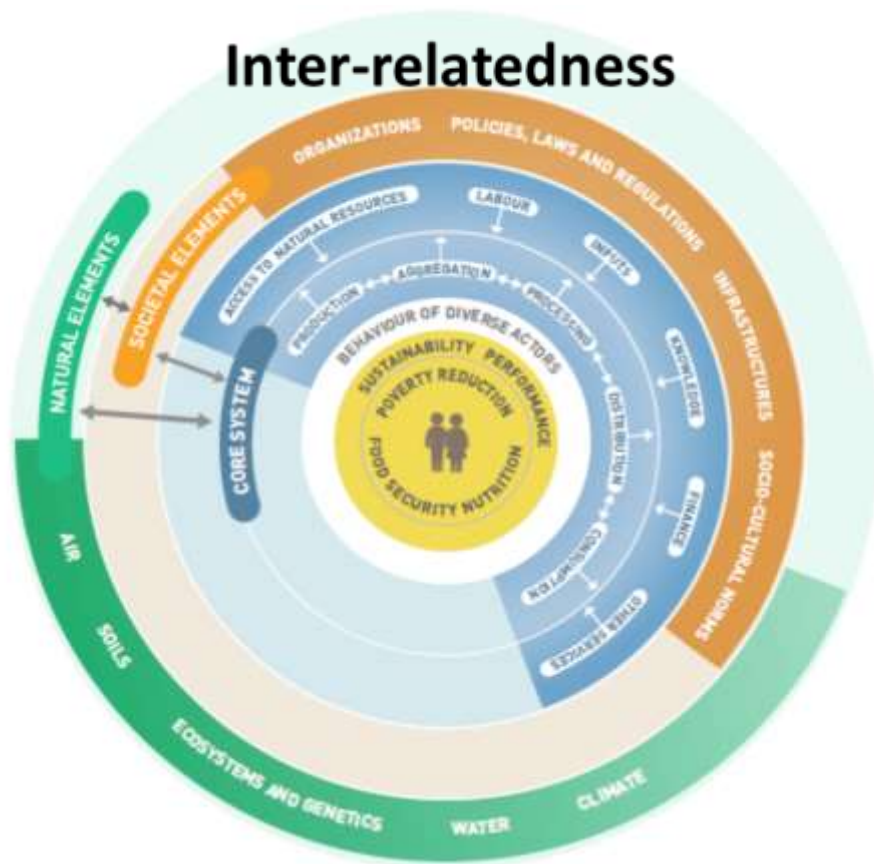 Inter-relatedness
NATURAL ELEMENTS
SOCIETAL ELEMENTS
CORE SYSTEM
ORGANIZATIONS
POLICIES, LAWS AND REGULATIONS
INFRASTRUCTURES
SOCIO-CULTURAL NORMS
ACCESS TO NATURAL RESOURCES
LABOUR
INPUTS
KNOWLEDGE
FINANCE
OTHER SERVICES
PRODUCTION
AGGREGATION
PROCESSING
DISTRIBUTION
CONSUMPTION
BEHAVIOUR OF DIVERSE ACTORS
SUSTAINABILITY PERFORMANCE
POVERTY REDUCTION
FOOD SECURITY NUTRITION
AIR
SOILS
ECOSYSTEMS AND GENETICS
WATER
CLIMATE